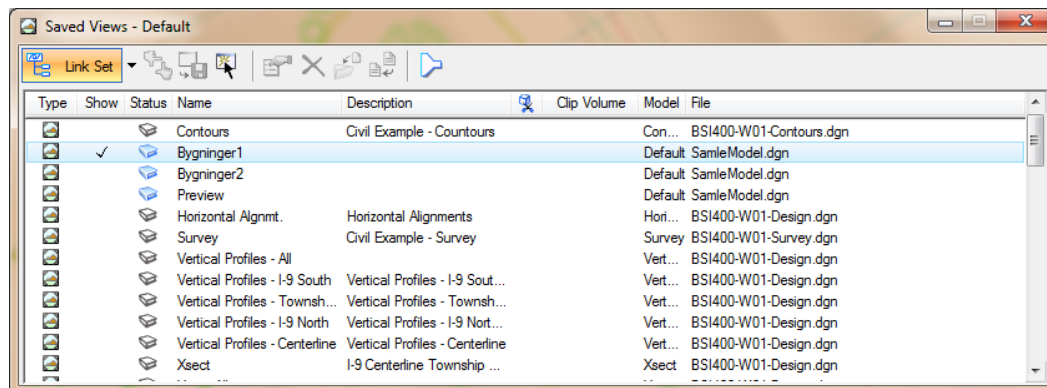 Saved Views - Default
Link Set
Type Show Status Name Description Clip Volume Model File
Contours Civil Example - Countours Con... BSI400-W01-Contours.dgn
Bygninger1 Default SamleModel.dgn
Bygninger2 Default SamleModel.dgn
Preview Default SamleModel.dgn
Horizontal Algnmt. Horizontal Alignments Hori... BSI400-W01-Design.dgn
Survey Civil Example - Survey Survey BSI400-W01-Survey.dgn
Vertical Profiles - All Vert... BSI400-W01-Design.dgn
Vertical Profiles - I-9 South Vertical Profiles - I-9 Sout... Vert... BSI400-W01-Design.dgn
Vertical Profiles - Townsh... Vertical Profiles - Townsh... Vert... BSI400-W01-Design.dgn
Vertical Profiles - I-9 North Vertical Profiles - I-9 Nort... Vert... BSI400-W01-Design.dgn
Vertical Profiles - Centerline Vertical Profiles - Centerline Vert... BSI400-W01-Design.dgn
Xsect I-9 Centerline Township ... Xsect BSI400-W01-Design.dgn